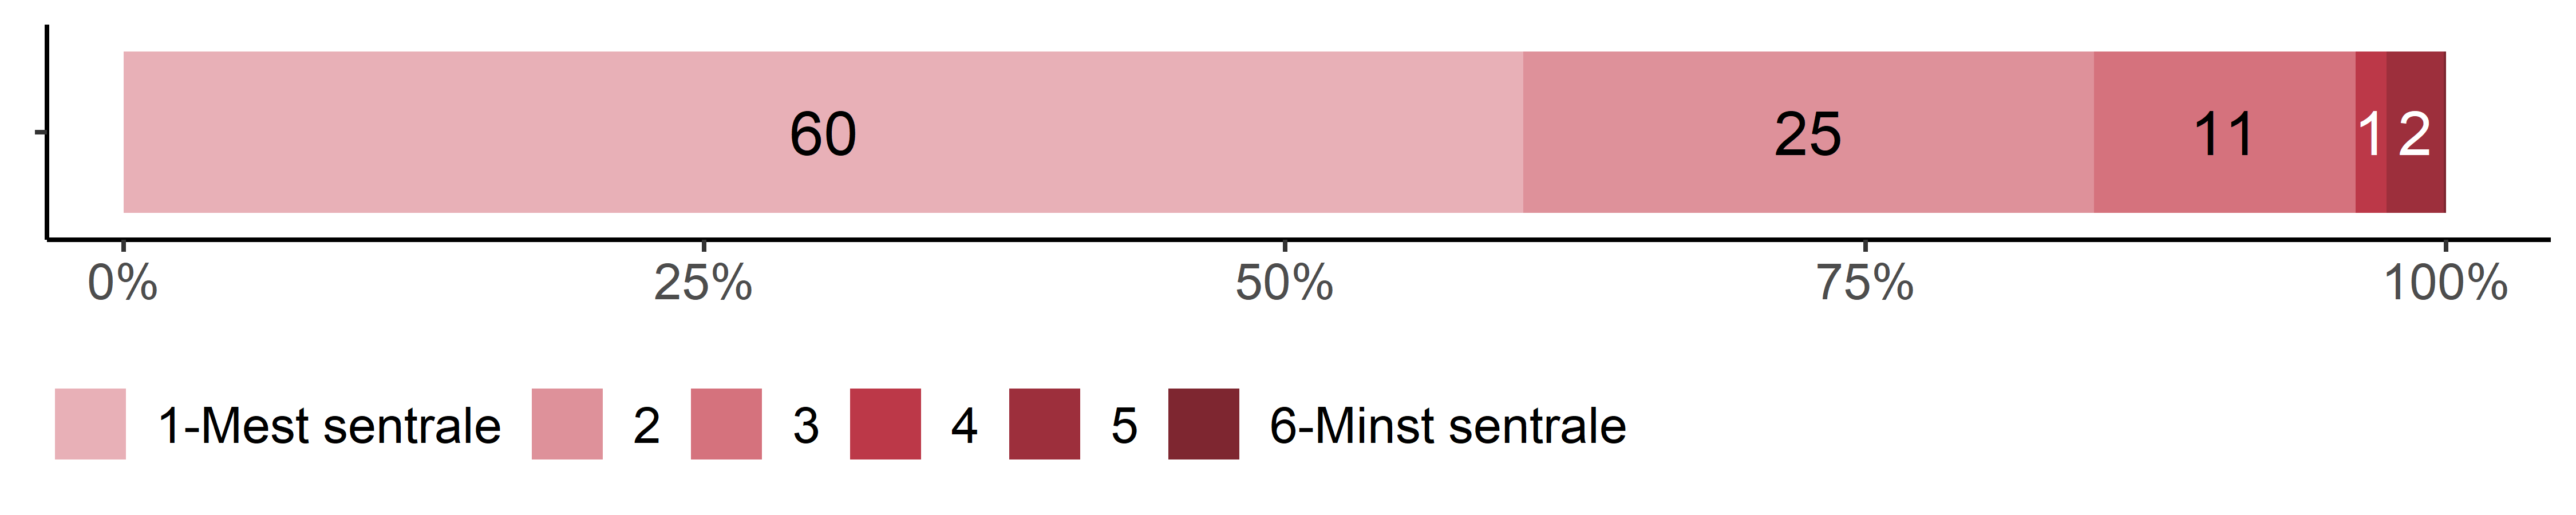 60 25 11 1 2
0% 25% 50% 75% 100%
1-Mest sentrale 2 3 4 5 6-Minst sentrale